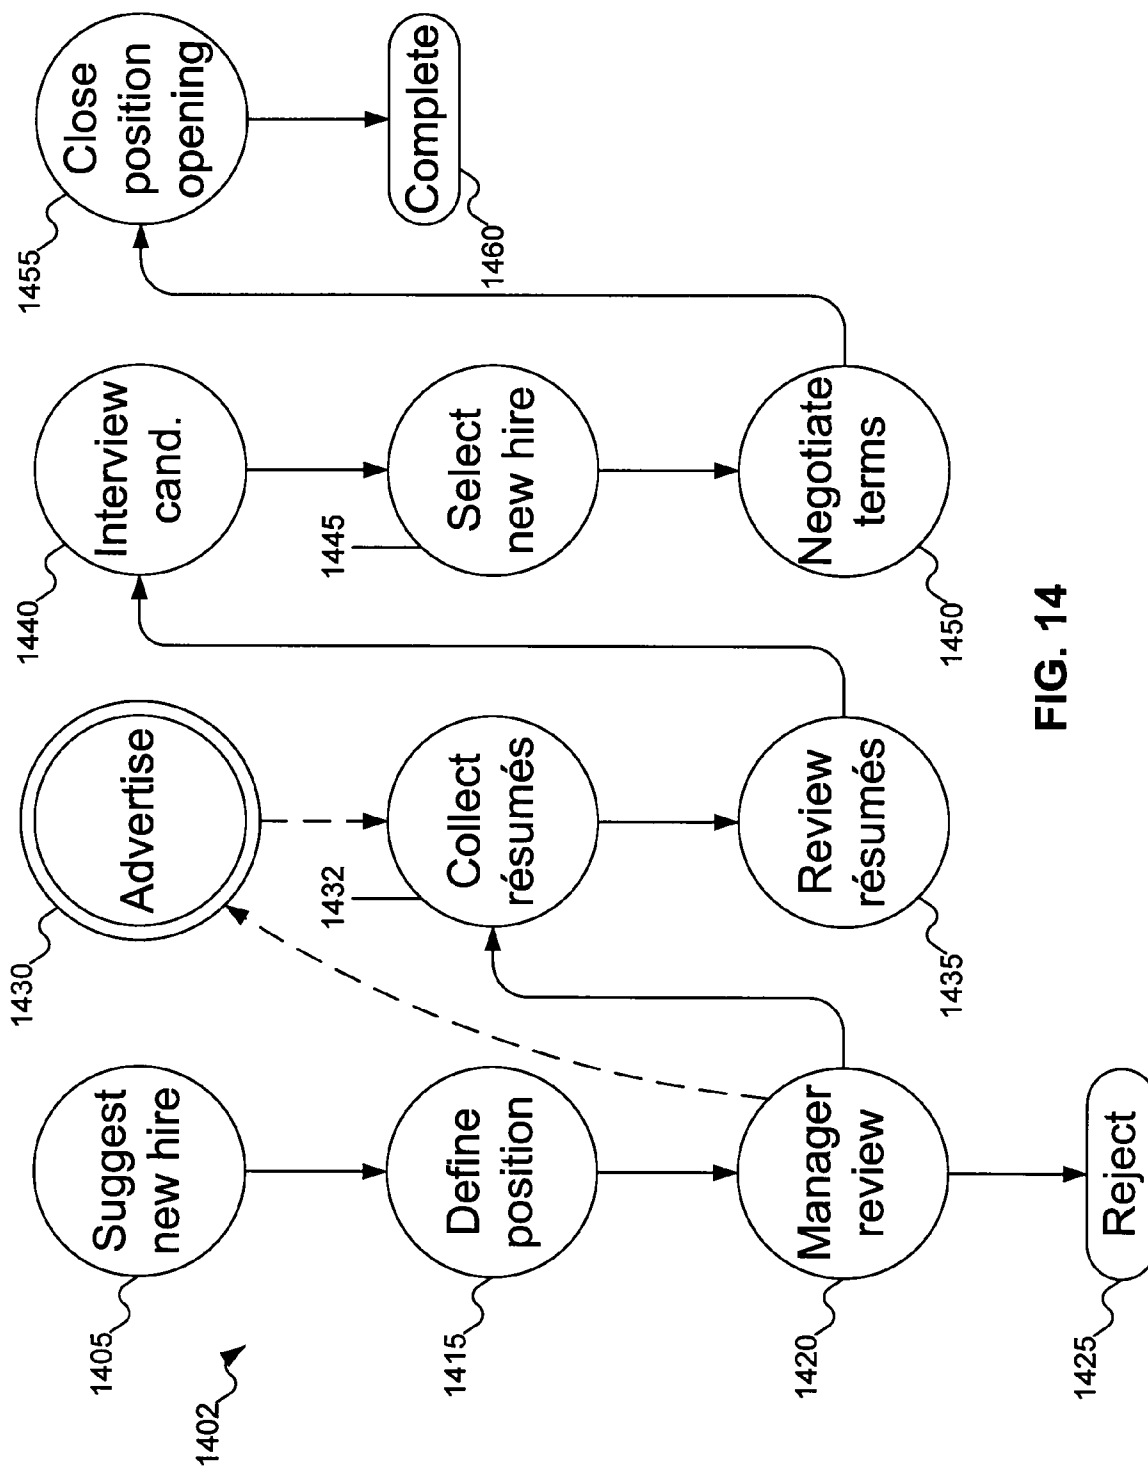 1402
1405
Suggest
new hire
1415
Define
position
1420
Manager
review
1425
Reject
1430
Advertise
1432
Collect
résumés
1435
Review
résumés
1440
Interview
cand.
1445
Select
new hire
1450
Negotiate
terms
1455
Close
position
opening
1460
Complete
FIG. 14